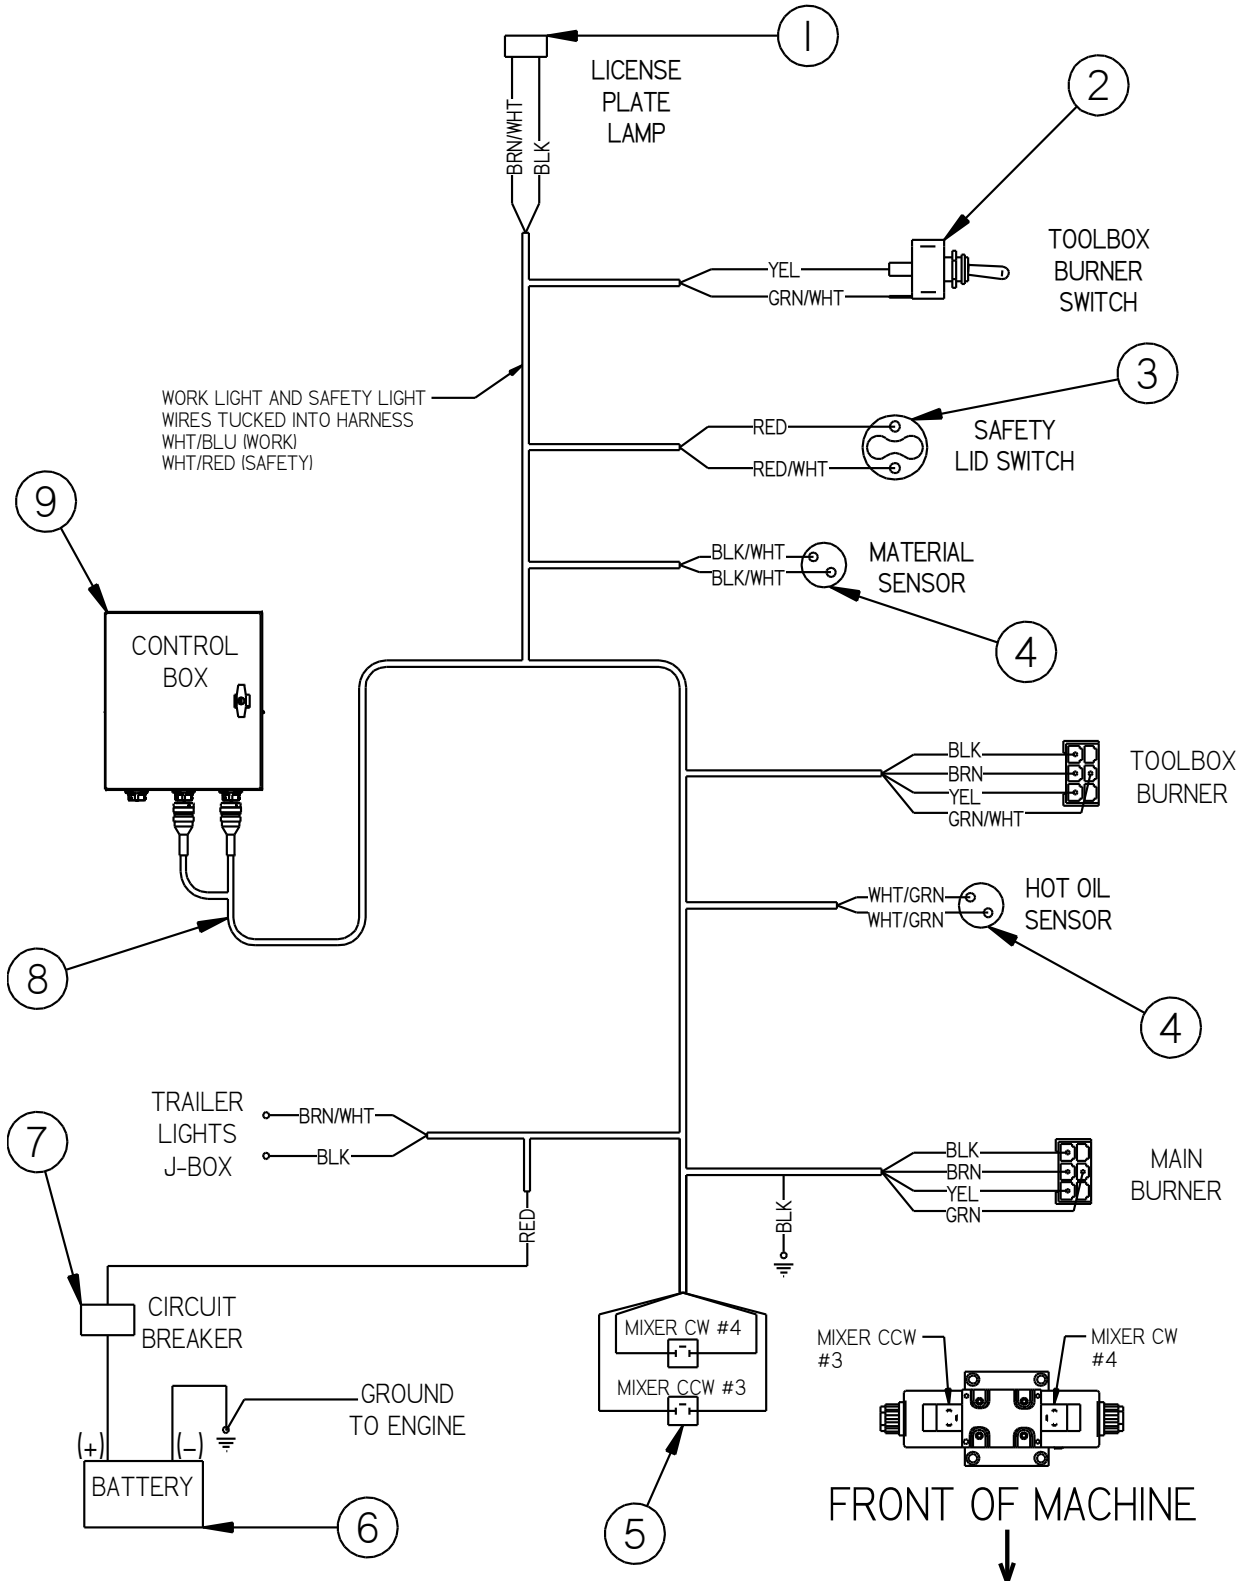 1
LICENSE
PLATE
LAMP
BRN/WHT
BLK
2
TOOLBOX
BURNER
SWITCH
YEL
GRN/WHT
3
WORK LIGHT AND SAFETY LIGHT
WIRES TUCKED INTO HARNESS
WHT/BLU (WORK)
WHT/RED (SAFETY)
RED
RED/WHT
SAFETY
LID SWITCH
9
BLK/WHT
BLK/WHT
MATERIAL
SENSOR
4
CONTROL
BOX
BLK
BRN
YEL
GRN/WHT
TOOLBOX
BURNER
WHT/GRN
WHT/GRN
HOT OIL
SENSOR
8
4
TRAILER
LIGHTS
J-BOX
BRN/WHT
BLK
7
RED
BLK
BLK
BRN
YEL
GRN
MAIN
BURNER
CIRCUIT
BREAKER
MIXER CW #4
MIXER CCW #3
MIXER CCW
#3
MIXER CW
#4
GROUND
TO ENGINE
(+)
(-)
BATTERY
6
5
FRONT OF MACHINE